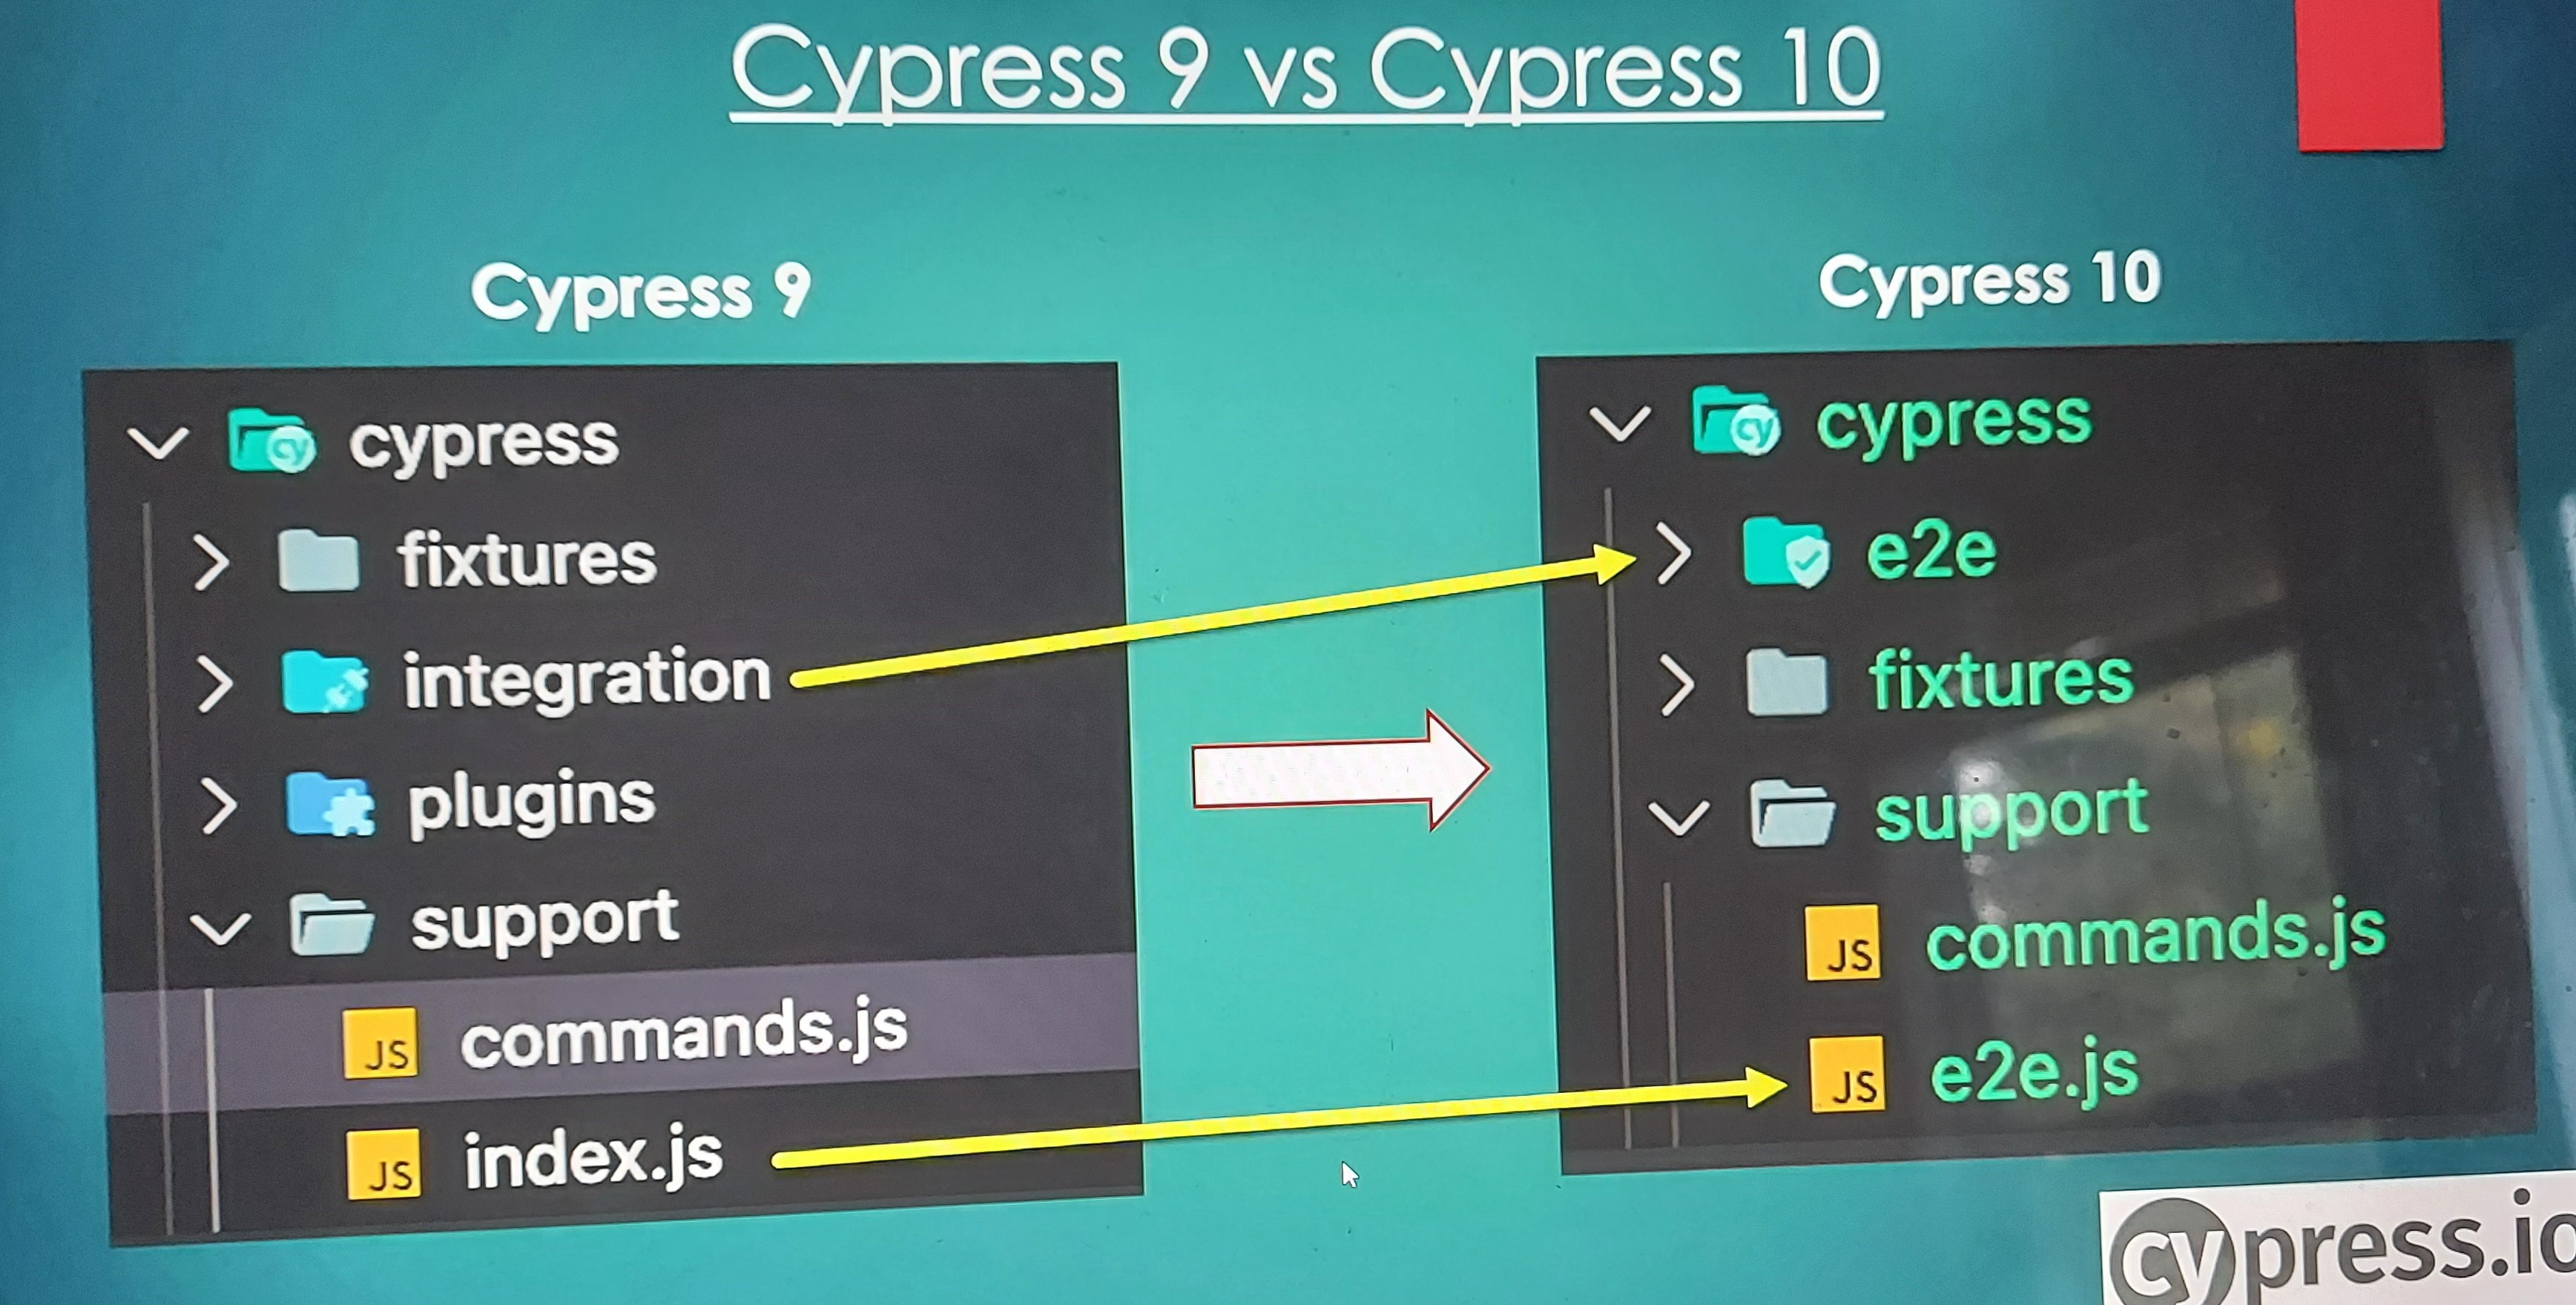 Cypress 9 vs Cypress 10
Cypress 9
cypress
fixtures
integration
plugins
support
JS commands.js
JS index.js
Cypress 10
cypress
e2e
fixtures
support
JS commands.js
JS e2e.js
cypress.io